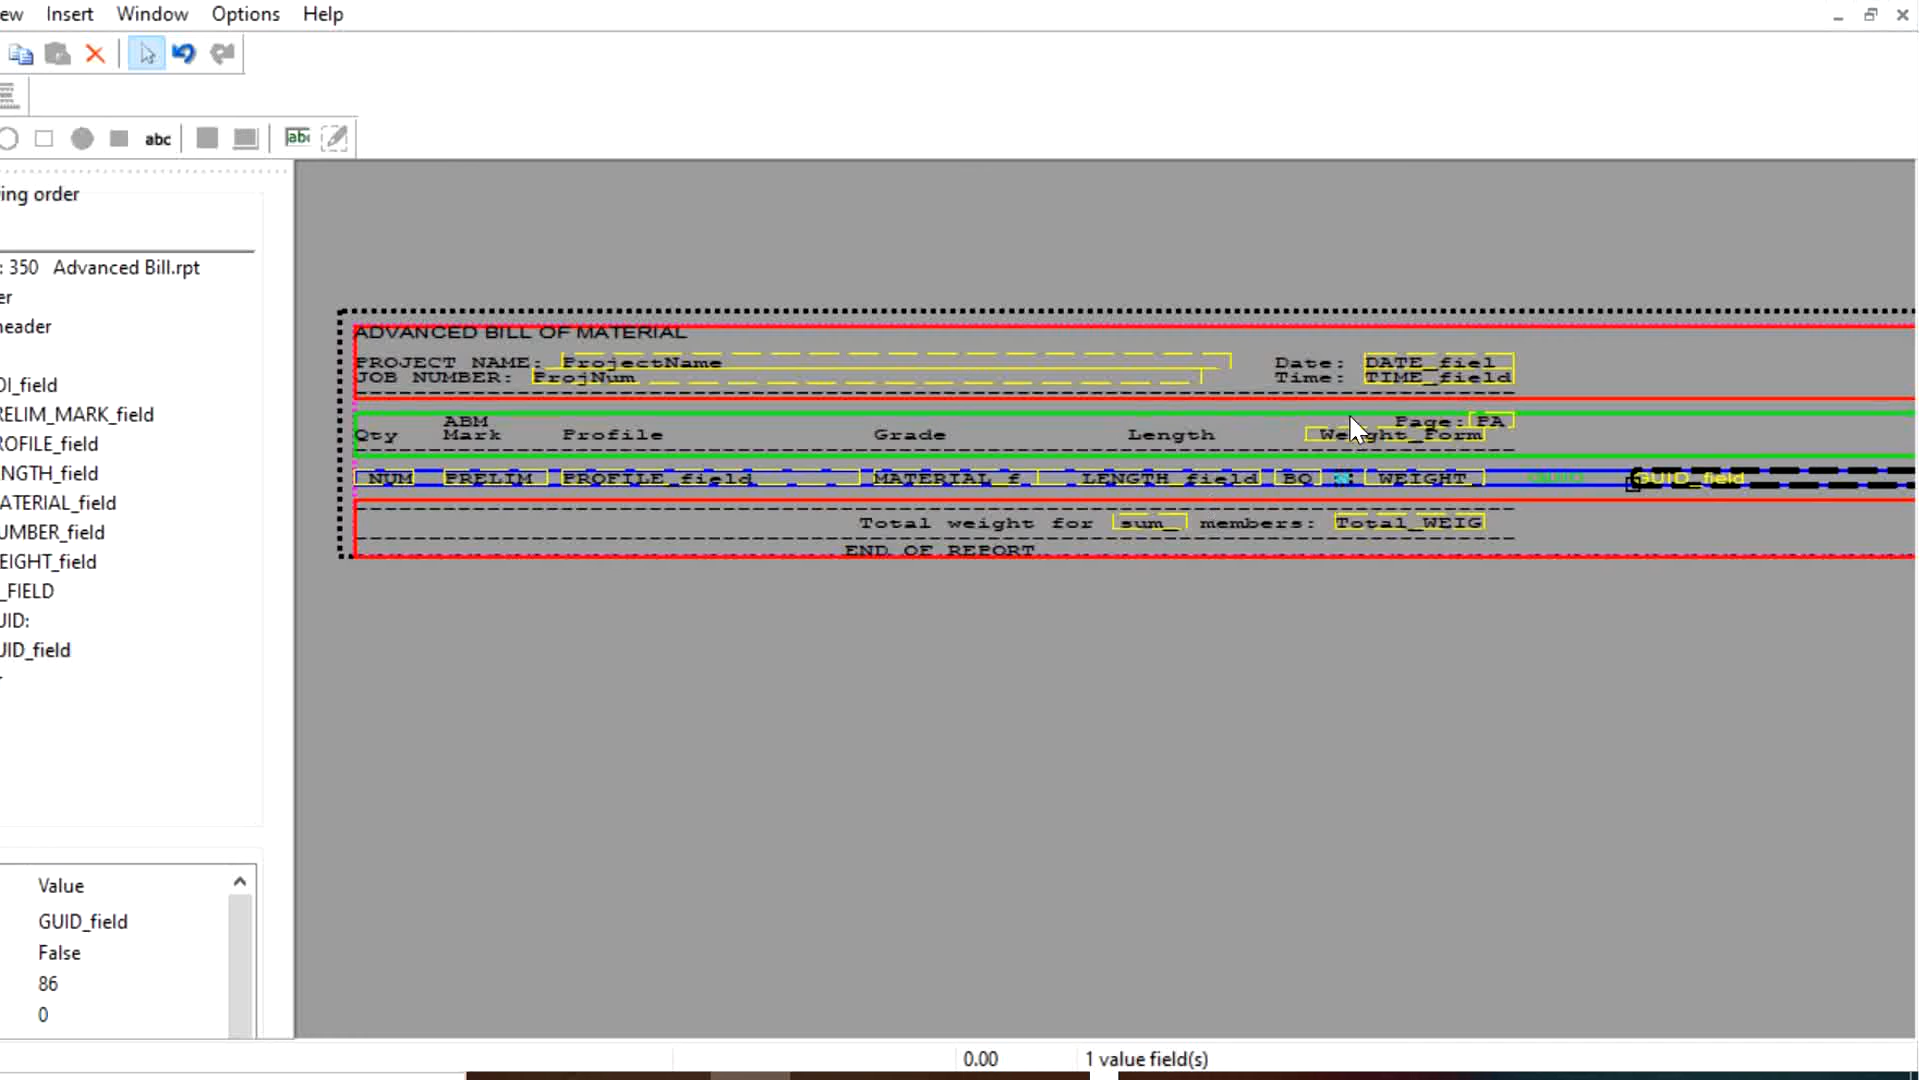 ew Insert Window Options Help
abc abc
ing order
: 350 Advanced Bill.rpt
er
header
OI_field
RELIM_MARK_field
ROFILE_field
NGTH_field
ATERIAL_field
UMBER_field
EIGHT_field
_FIELD
UID:
UID_field
Value
GUID_field
False
86
0
ADVANCED BILL OF MATERIAL
PROJECT NAME: ProjectName Date: DATE_fiel
JOB NUMBER: ProjNum Time: TIME_field
ABM Page: PA
Qty Mark Profile Grade Length Weight_Form
NUM PRELIM PROFILE_field MATERIAL_f LENGTH_field BO WEIGHT_ GUID_field
Total weight for sum_ members: Total_WEIG
END OF REPORT
0.00 1 value field(s)